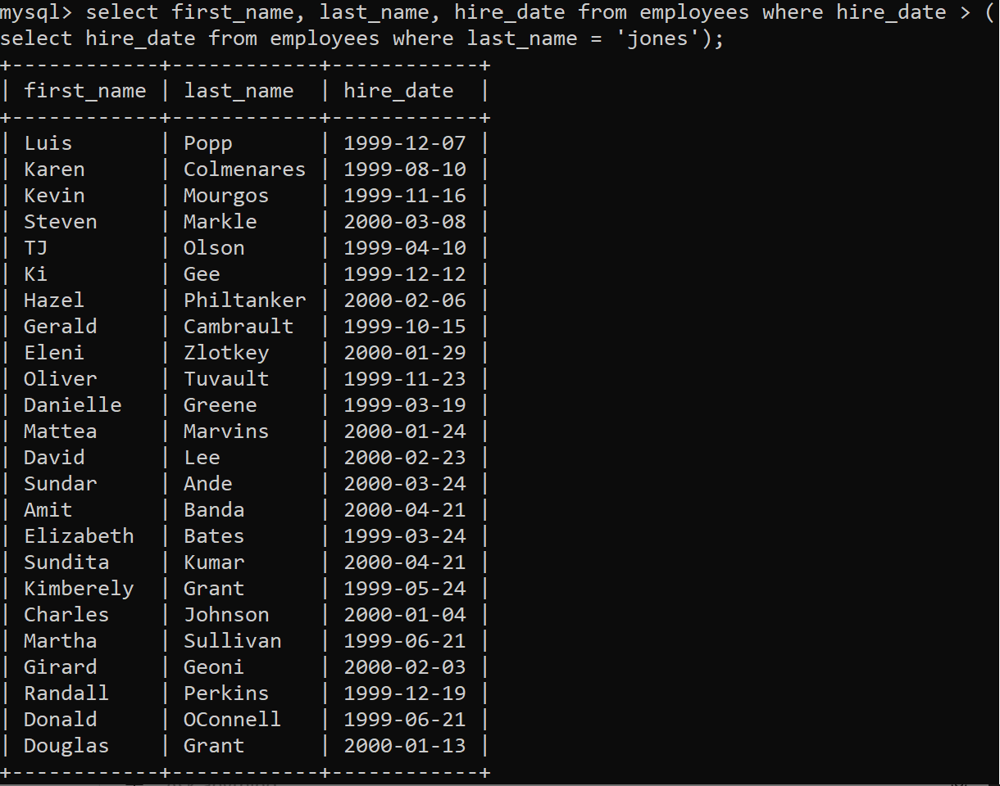 mysql> select first_name, last_name, hire_date from employees where hire_date > (
select hire_date from employees where last_name = 'jones');
+------------+------------+------------+
| first_name | last_name  | hire_date  |
+------------+------------+------------+
| Luis       | Popp       | 1999-12-07 |
| Karen      | Colmenares | 1999-08-10 |
| Kevin      | Mourgos    | 1999-11-16 |
| Steven     | Markle     | 2000-03-08 |
| TJ         | Olson      | 1999-04-10 |
| Ki         | Gee        | 1999-12-12 |
| Hazel      | Philtanker | 2000-02-06 |
| Gerald     | Cambrault  | 1999-10-15 |
| Eleni      | Zlotkey    | 2000-01-29 |
| Oliver     | Tuvault    | 1999-11-23 |
| Danielle   | Greene     | 1999-03-19 |
| Mattea     | Marvins    | 2000-01-24 |
| David      | Lee        | 2000-02-23 |
| Sundar     | Ande       | 2000-03-24 |
| Amit       | Banda      | 2000-04-21 |
| Elizabeth  | Bates      | 1999-03-24 |
| Sundita    | Kumar      | 2000-04-21 |
| Kimberely  | Grant      | 1999-05-24 |
| Charles    | Johnson    | 2000-01-04 |
| Martha     | Sullivan   | 1999-06-21 |
| Girard     | Geoni      | 2000-02-03 |
| Randall    | Perkins    | 1999-12-19 |
| Donald     | OConnell   | 1999-06-21 |
| Douglas    | Grant      | 2000-01-13 |
+------------+------------+------------+